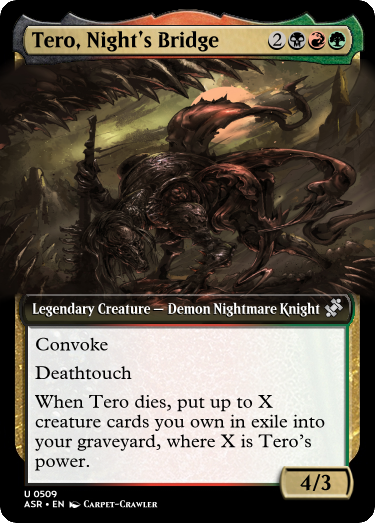 Tero, Night's Bridge 2
Legendary Creature — Demon Nightmare Knight
Convoke
Deathtouch
When Tero dies, put up to X
creature cards you own in exile into
your graveyard, where X is Tero's
power.
4/3
U 0509
ASR • EN Carpet-Crawler